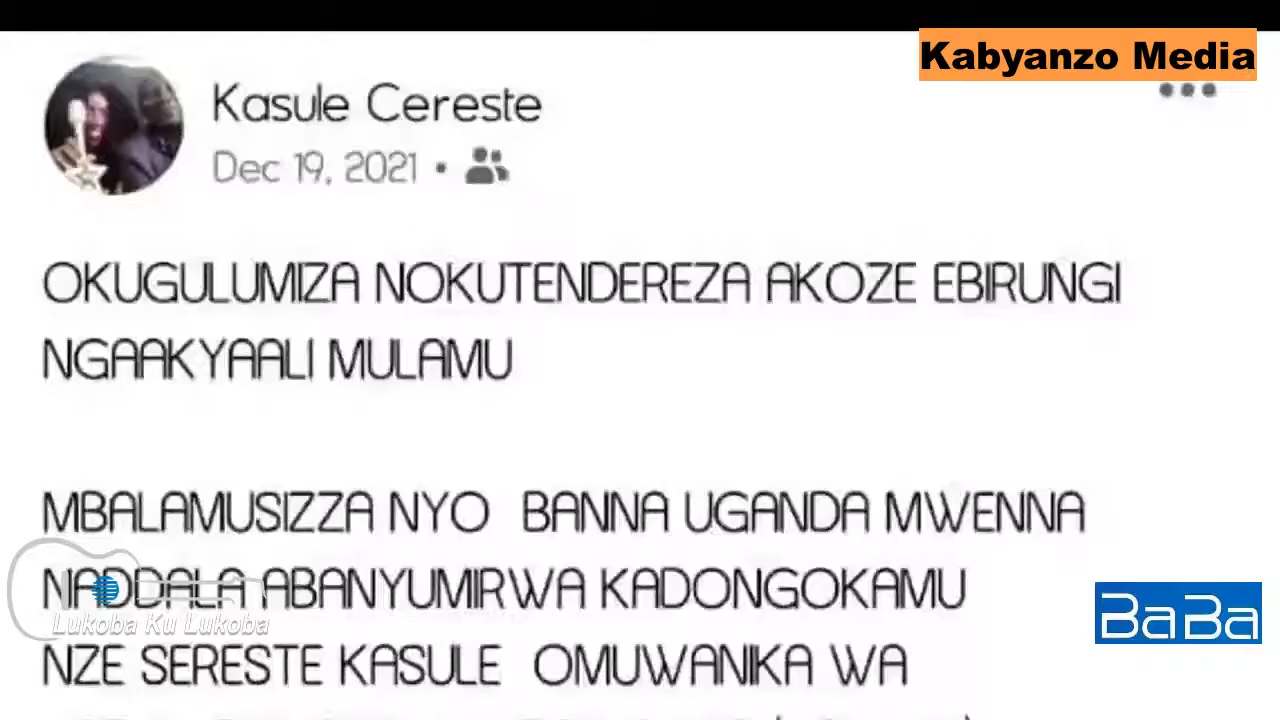 Kabyanzo Media
Kasule Cereste
Dec 19, 2021 •
OKUGULUMIZA NOKUTENDEREZA AKOZE EBIRUNGI
NGAAKYAALI MULAMU
MBALAMUSIZZA NYO BANNA UGANDA MWENNA
NADDALA ABANYUMIRWA KADONGOKAMU
Lukoba Ku Lukoba
BaBa
NZE SERESTE KASULE OMUWANIKA WA